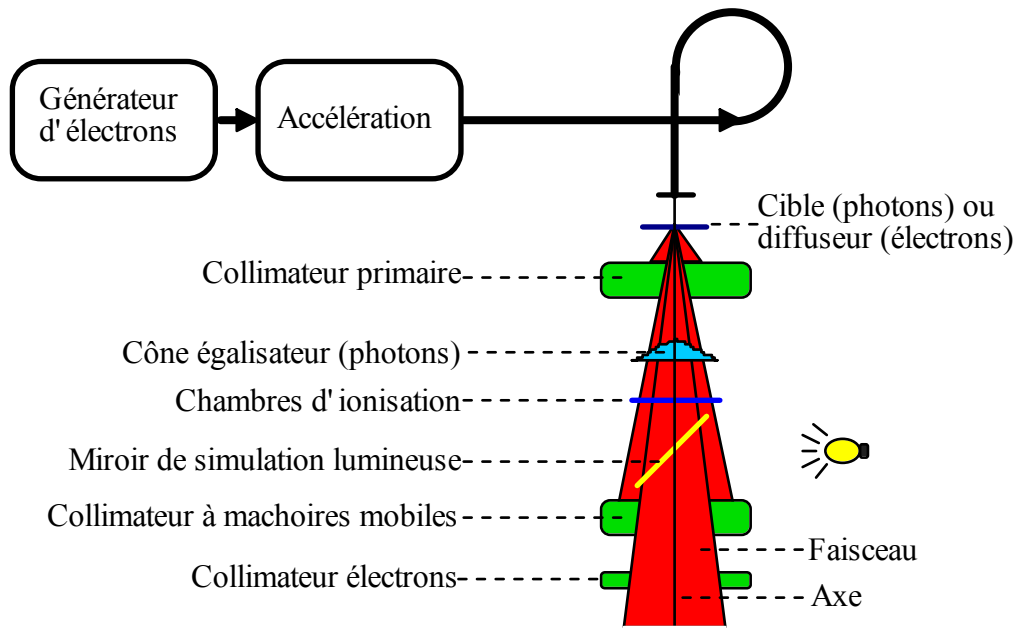 Générateur
d'électrons
Accélération
Cible (photons) ou
diffuseur (électrons)
Collimateur primaire
Cône égalisateur (photons)
Chambres d'ionisation
Miroir de simulation lumineuse
Collimateur à machoires mobiles
Faisceau
Collimateur électrons
Axe